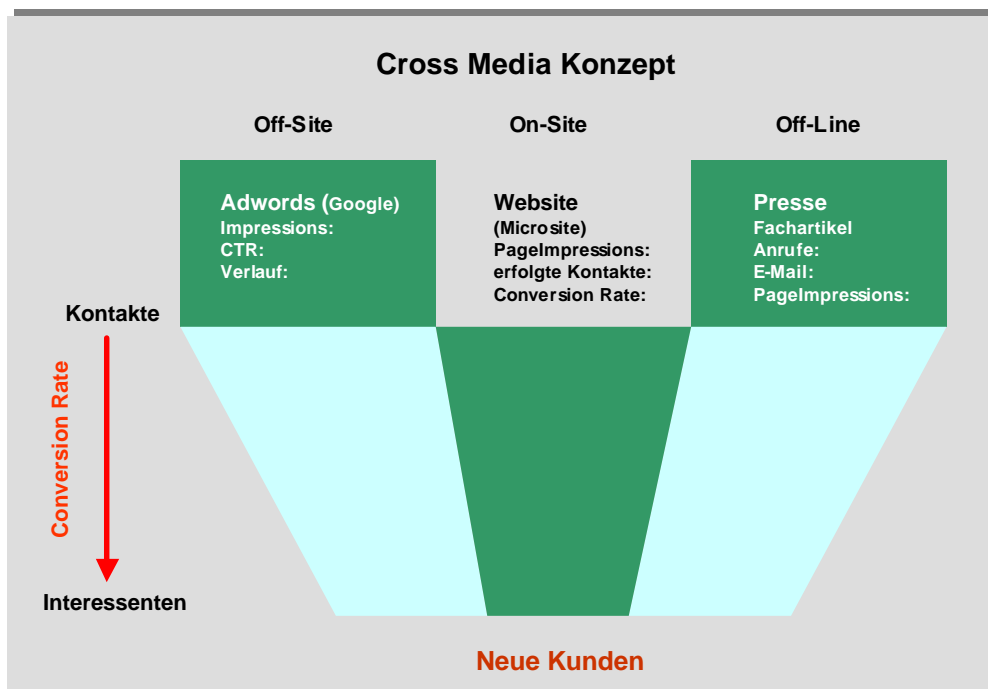 Cross Media Konzept
Off-Site
On-Site
Off-Line
Adwords (Google)
Impressions:
CTR:
Verlauf:
Website
(Microsite)
PageImpressions:
erfolgte Kontakte:
Conversion Rate:
Presse
Fachartikel
Anrufe:
E-Mail:
PageImpressions:
Kontakte
Conversion Rate
Interessenten
Neue Kunden